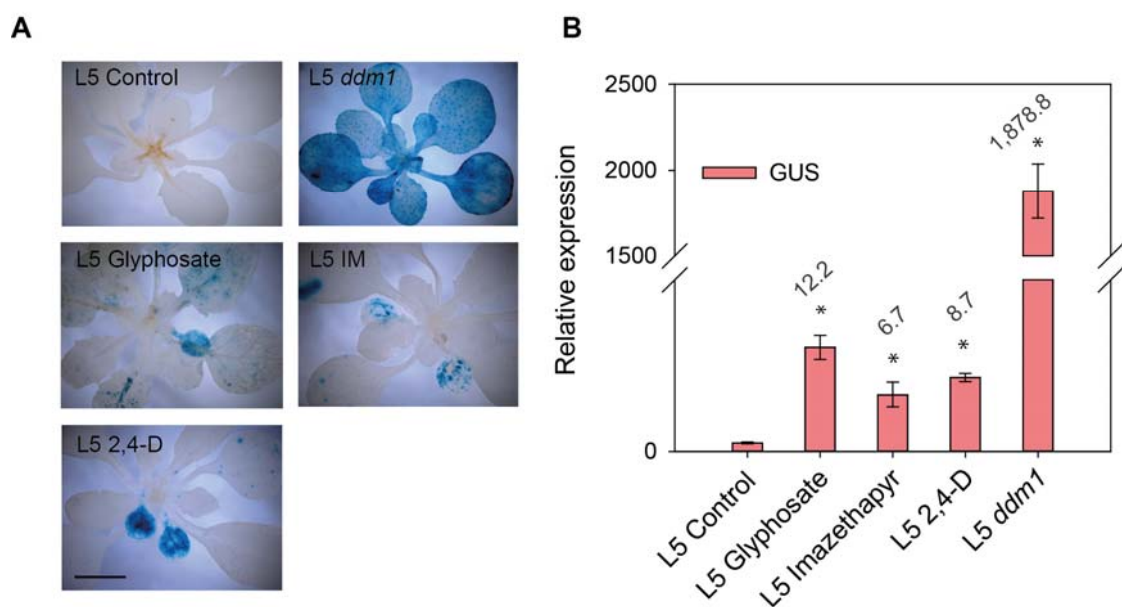 A
L5 Control
L5 ddm1
L5 Glyphosate
L5 IM
L5 2,4-D
B
Relative expression
2500
2000
1500
0
GUS
12.2
*
6.7
*
8.7
*
1,878.8
*
L5 Control
L5 Glyphosate
L5 Imazethapyr
L5 2,4-D
L5 ddm1